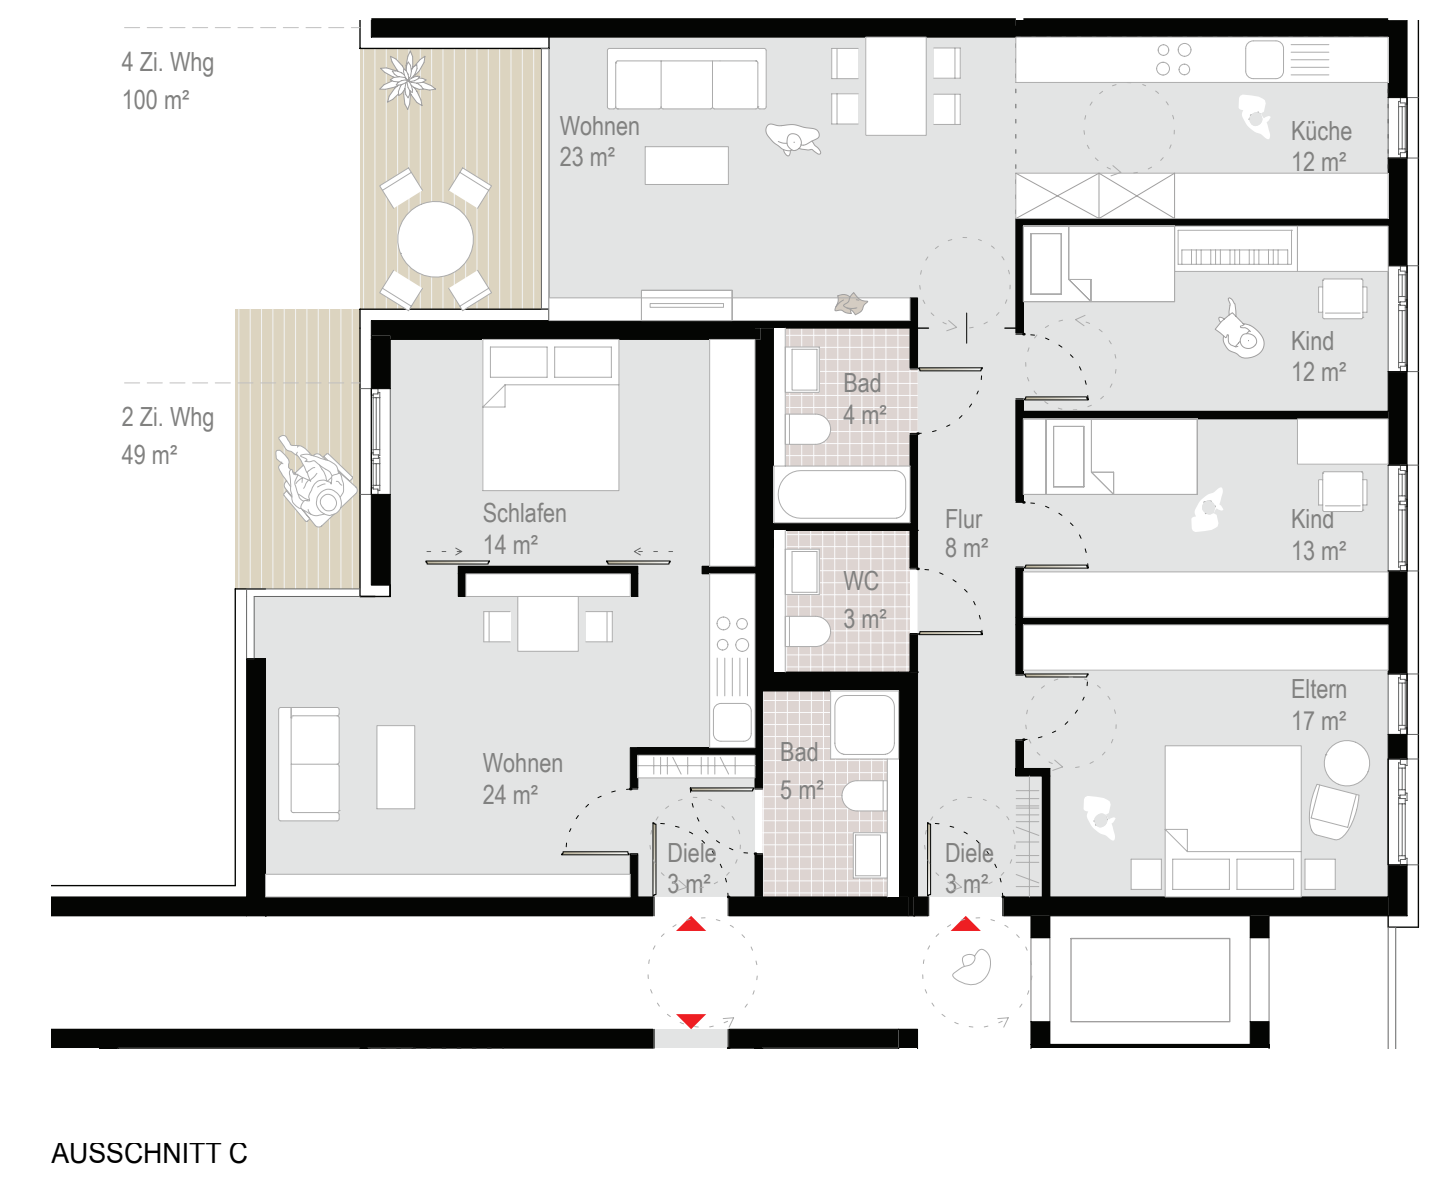 4 Zi. Whg
100 m²
Wohnen
23 m²
Küche
12 m²
Kind
12 m²
Bad
4 m²
2 Zi. Whg
49 m²
Schlafen
14 m²
Flur
8 m²
Kind
13 m²
WC
3 m²
Eltern
17 m²
Wohnen
24 m²
Bad
5 m²
Diele
3 m²
Diele
3 m²
AUSSCHNITT C